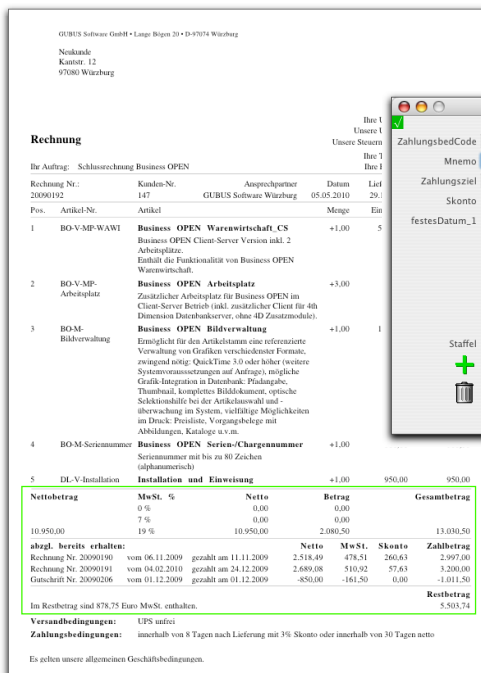 GUBUS Software GmbH • Lange Bögen 20 • D-97074 Würzburg
Neukunde
Kantstr. 12
97080 Würzburg
Rechnung
Ihre
Unsere
Unsere Steuern
Ihre
Ihre
Ihr Auftrag: Schlussrechnung Business OPEN
Rechnung Nr.: Kunden-Nr. Ansprechpartner Datum
20090192 147 GUBUS Software Würzburg 05.05.2010
Pos. Artikel-Nr. Artikel Menge
1 BO-V-MP-WAWI Business OPEN Warenwirtschaft_CS +1,00
Business OPEN Client-Server Version inkl. 2
Arbeitsplätze.
Enthält die Funktionalität von Business OPEN
Warenwirtschaft.
2 BO-V-MP- Business OPEN Arbeitsplatz +3,00
Arbeitsplatz Zusätzlicher Arbeitsplatz für Business OPEN im
Client-Server Betrieb (inkl. zusätzlicher Client für 4th
Dimension Datenbankserver, ohne 4D Zusatzmodule).
3 BO-M- Business OPEN Bildverwaltung +1,00 1
Bildverwaltung Ermöglicht für den Artikelstamm eine referenzierte
Verwaltung von Grafiken verschiedenster Formate,
zwingend nötig: QuickTime 3.0 oder höher (weitere
Systemvoraussetzungen auf Anfrage), mögliche
Grafik-Integration in Datenbank: Pfadangabe,
Thumbnail, komplettes Bilddokument, optische
Selektionshilfe bei der Artikelauswahl und -
überwachung im System, vielfältige Möglichkeiten
im Druck: Preisliste, Vorgangsbelege mit
Abbildungen, Kataloge u.v.m.
4 BO-M-Seriennummer Business OPEN Serien-/Chargennummer +1,00
Seriennummer mit bis zu 80 Zeichen
(alphanumerisch)
5 DL-V-Installation Installation und Einweisung +1,00 950,00 950,00
Nettobetrag MwSt. % Netto Betrag Gesamtbetrag
0 % 0,00 0,00
7 % 0,00 0,00
10.950,00 19 % 10.950,00 2.080,50 13.030,50
abzgl. bereits erhalten: Netto MwSt. Skonto Zahlbetrag
Rechnung Nr. 20090190 vom 06.11.2009 gezahlt am 11.11.2009 2.518,49 478,51 260,63 2.997,00
Rechnung Nr. 20090191 vom 04.02.2010 gezahlt am 24.12.2009 2.689,08 510,92 57,63 3.200,00
Gutschrift Nr. 20090206 vom 01.12.2009 gezahlt am 01.12.2009 -850,00 -161,50 0,00 -1.011,50
Restbetrag
Im Restbetrag sind 878,75 Euro MwSt. enthalten. 5.503,74
Versandbedingungen: UPS unfrei
Zahlungsbedingungen: innerhalb von 8 Tagen nach Lieferung mit 3% Skonto oder innerhalb von 30 Tagen netto
Es gelten unsere allgemeinen Geschäftsbedingungen.
ZahlungsbedCode
Mnemo
Zahlungsziel
Skonto
festesDatum_1
Staffel